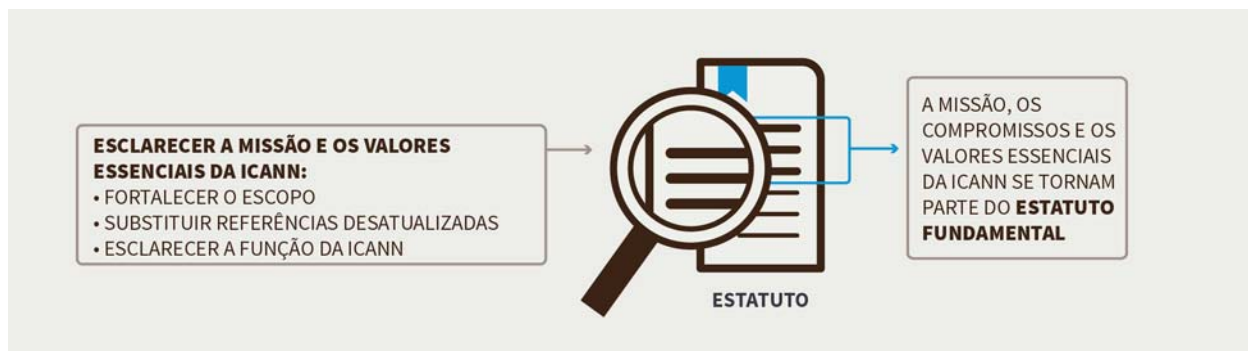 ESCLARECER A MISSÃO E OS VALORES
ESSENCIAIS DA ICANN:
• FORTALECER O ESCOPO
• SUBSTITUIR REFERÊNCIAS DESATUALIZADAS
• ESCLARECER A FUNÇÃO DA ICANN
ESTATUTO
A MISSÃO, OS
COMPROMISSOS E OS
VALORES ESSENCIAIS
DA ICANN SE TORNAM
PARTE DO ESTATUTO
FUNDAMENTAL